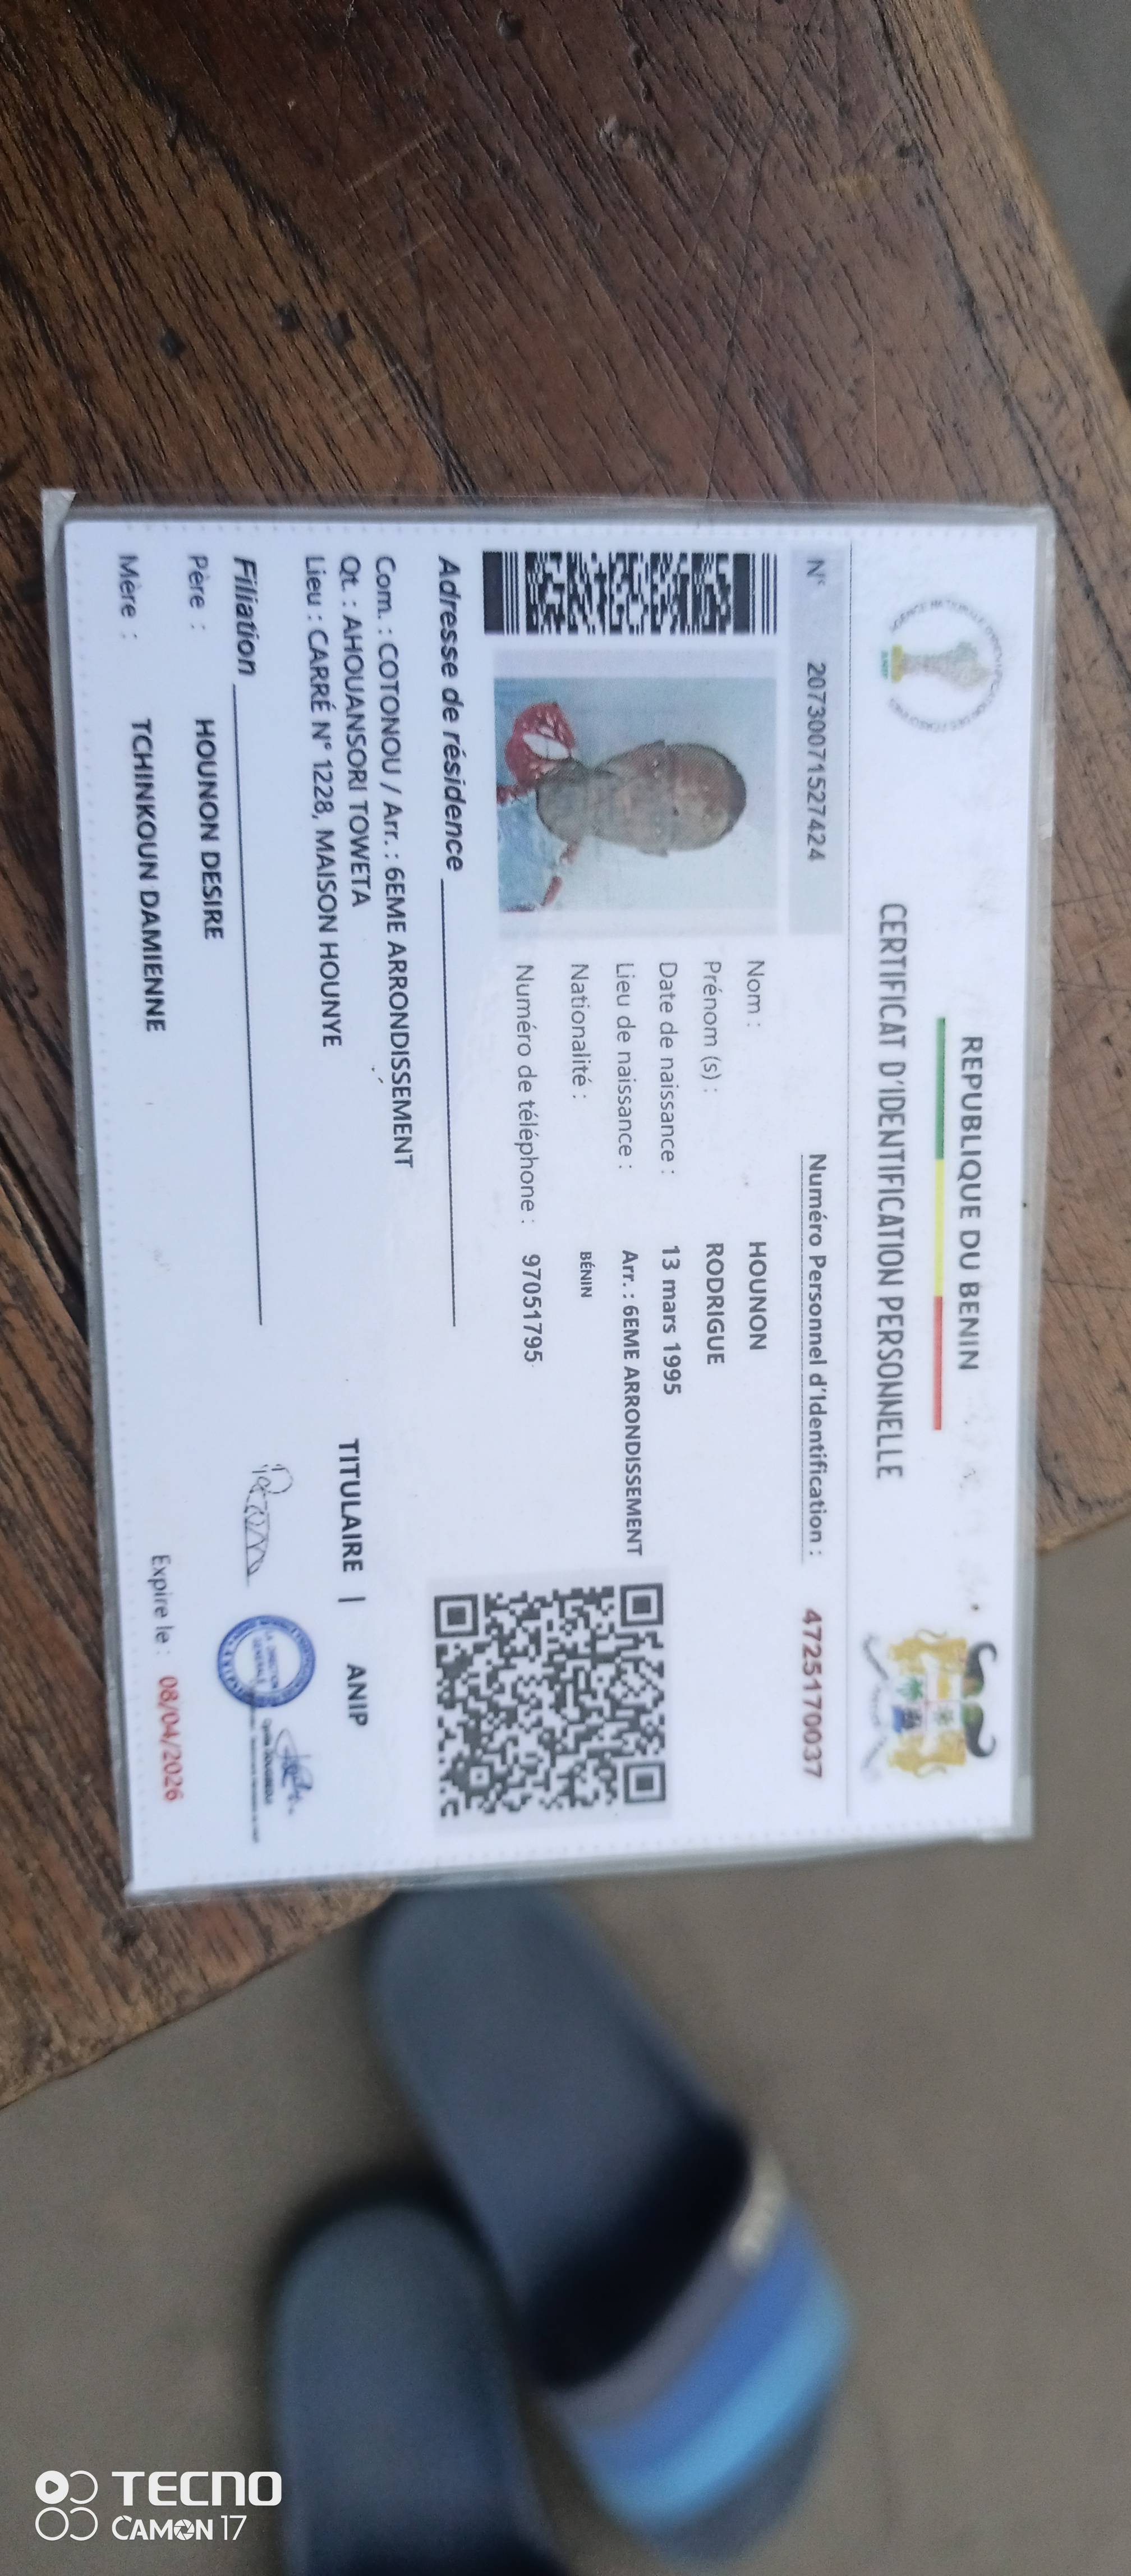 REPUBLIQUE DU BENIN
CERTIFICAT D'IDENTIFICATION PERSONNELLE
N° 20730071527424
Numéro Personnel d'Identification : 4725170037
Nom : HOUNON
Prénom (s) : RODRIGUE
Date de naissance : 13 mars 1995
Lieu de naissance : Arr. : 6EME ARRONDISSEMENT
Nationalité : BÉNIN
Numéro de téléphone : 97051795
Adresse de résidence
Com. : COTONOU / Arr. : 6EME ARRONDISSEMENT
Qt. : AHOUANSORI TOWETA
Lieu : CARRÉ N° 1228, MAISON HOUNYE
Filiation
Père : HOUNON DESIRE
Mère : TCHINKOUN DAMIENNE
TITULAIRE | ANIP
Expire le : 08/04/2026
TECNO
CAMON 17